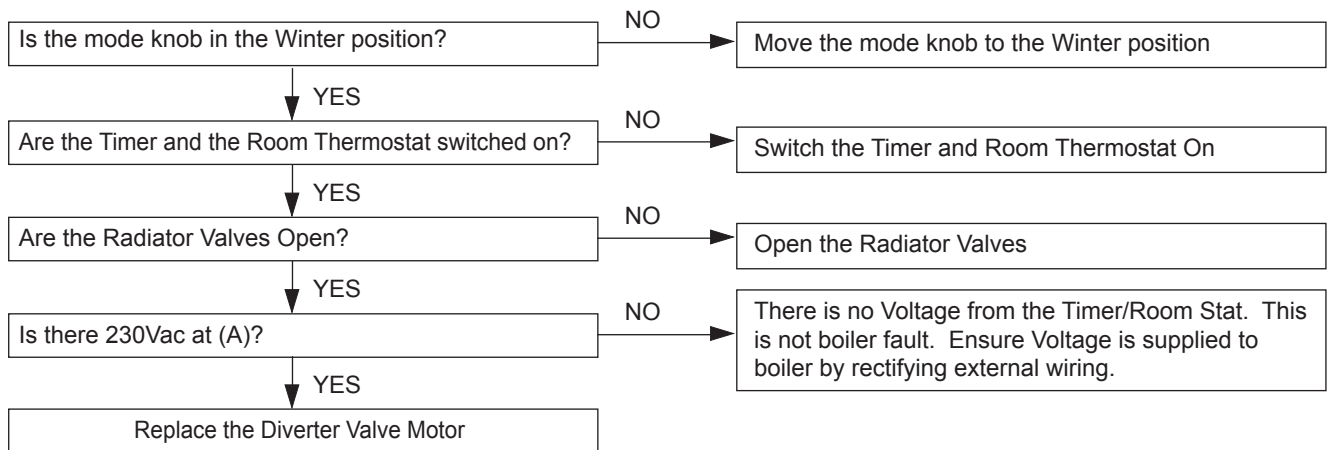 Is the mode knob in the Winter position?
NO
Move the mode knob to the Winter position
YES
Are the Timer and the Room Thermostat switched on?
NO
Switch the Timer and Room Thermostat On
YES
Are the Radiator Valves Open?
NO
Open the Radiator Valves
YES
Is there 230Vac at (A)?
NO
There is no Voltage from the Timer/Room Stat.  This
is not boiler fault.  Ensure Voltage is supplied to
boiler by rectifying external wiring.
YES
Replace the Diverter Valve Motor